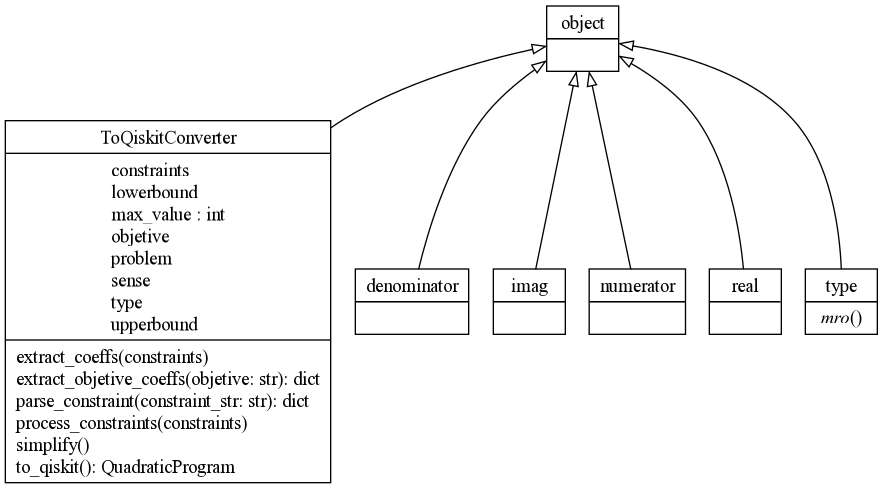 object
ToQiskitConverter
constraints
lowerbound
max_value : int
objetive
problem
sense
type
upperbound
extract_coeffs(constraints)
extract_objetive_coeffs(objetive: str): dict
parse_constraint(constraint_str: str): dict
process_constraints(constraints)
simplify()
to_qiskit(): QuadraticProgram
denominator
imag
numerator
real
type
mro()